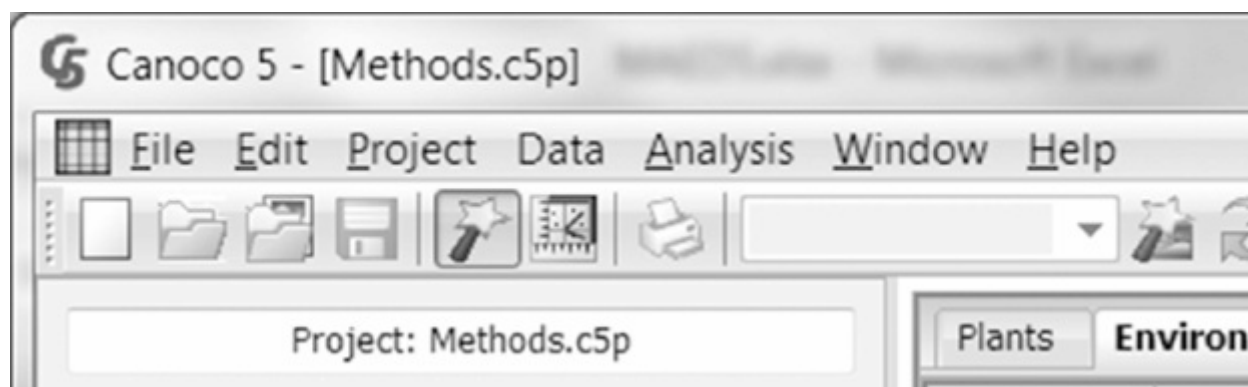 Canoco 5 - [Methods.c5p]
File Edit Project Data Analysis Window Help
Project: Methods.c5p
Plants Environ